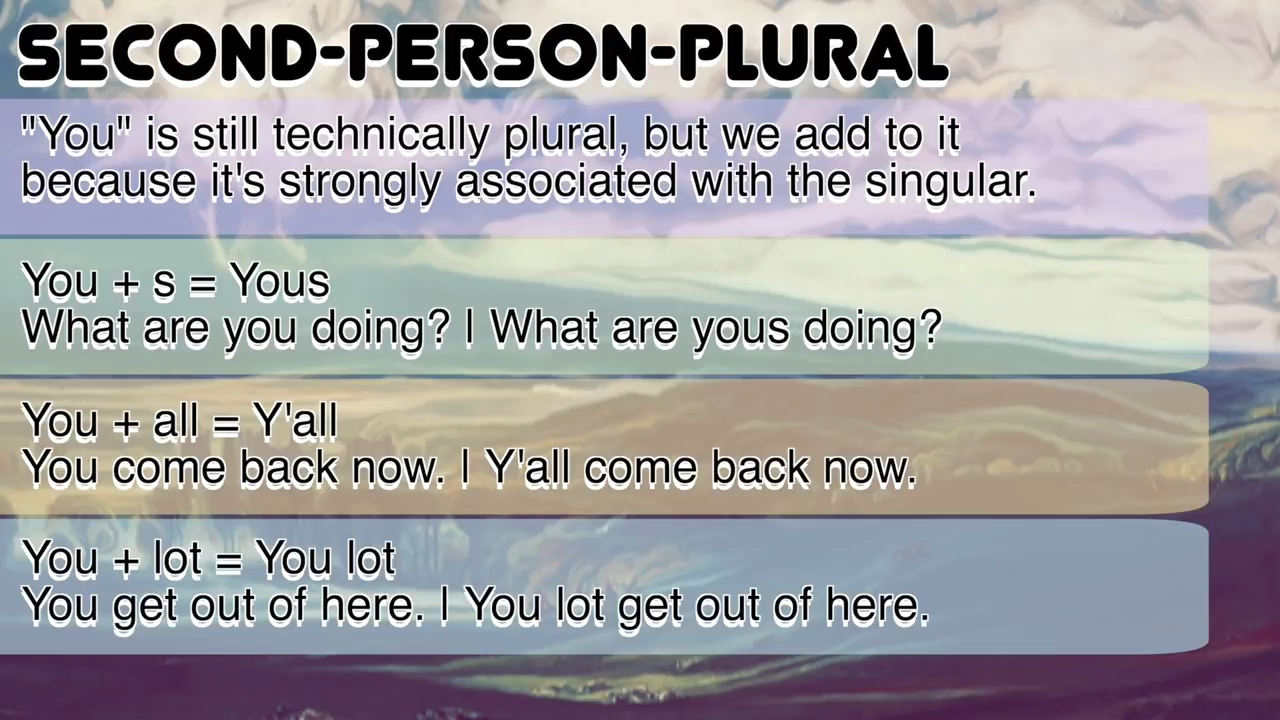 SECOND-PERSON-PLURAL
"You" is still technically plural, but we add to it
because it's strongly associated with the singular.
You + s = Yous
What are you doing? | What are yous doing?
You + all = Y'all
You come back now. | Y'all come back now.
You + lot = You lot
You get out of here. | You lot get out of here.